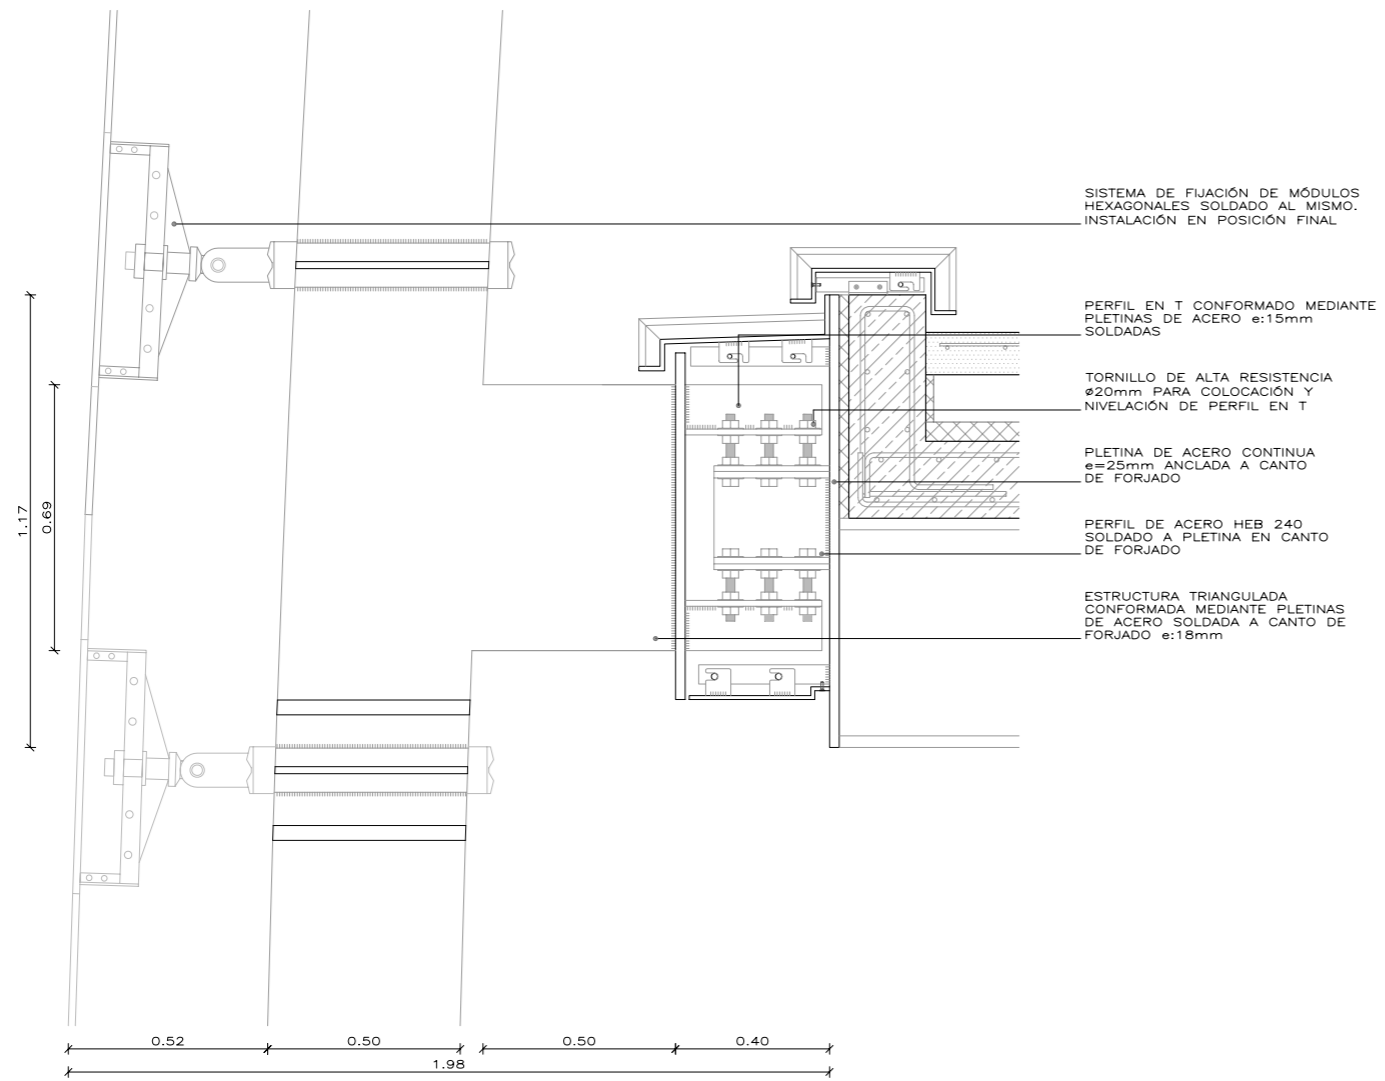 SISTEMA DE FIJACIÓN DE MÓDULOS
HEXAGONALES SOLDADO AL MISMO.
INSTALACIÓN EN POSICIÓN FINAL
PERFIL EN T CONFORMADO MEDIANTE
PLETINAS DE ACERO e:15mm
SOLDADAS
TORNILLO DE ALTA RESISTENCIA
ø20mm PARA COLOCACIÓN Y
NIVELACIÓN DE PERFIL EN T
PLETINA DE ACERO CONTINUA
e=25mm ANCLADA A CANTO
DE FORJADO
PERFIL DE ACERO HEB 240
SOLDADO A PLETINA EN CANTO
DE FORJADO
ESTRUCTURA TRIANGULADA
CONFORMADA MEDIANTE PLETINAS
DE ACERO SOLDADA A CANTO DE
FORJADO e:18mm
1.17
0.69
0.52
0.50
0.50
0.40
1.98